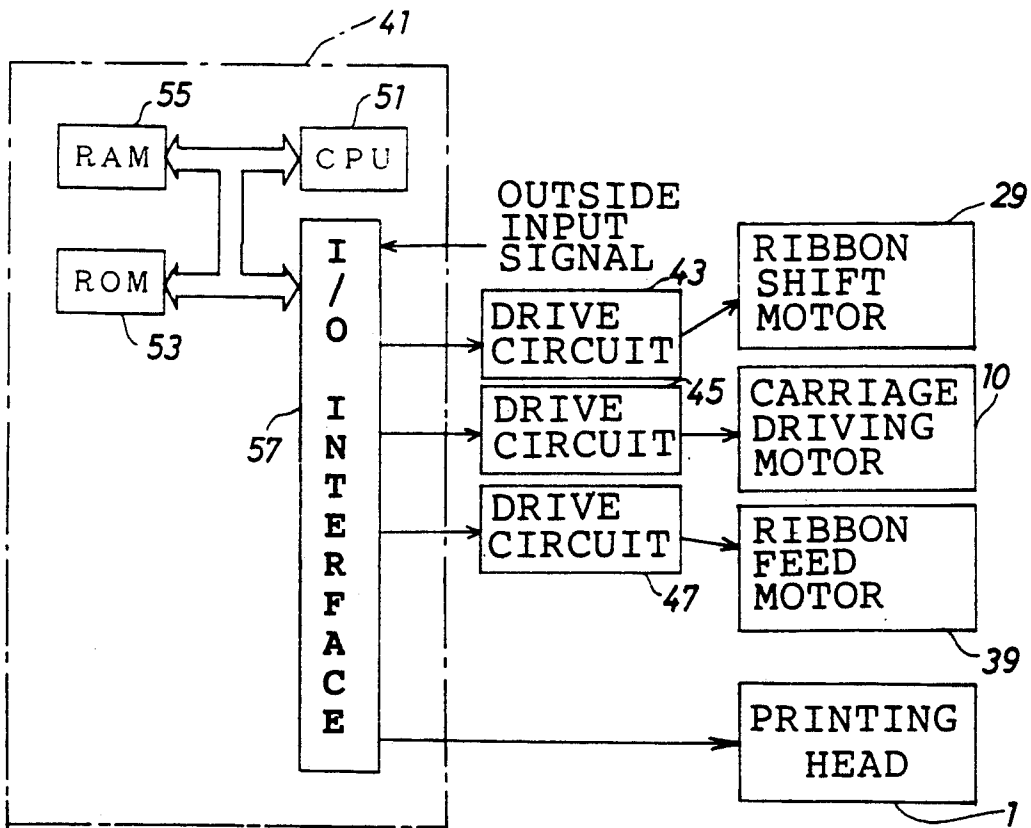 41
55
51
RAM
CPU
ROM
53
57
I/O INTERFACE
OUTSIDE
INPUT
SIGNAL
43
DRIVE
CIRCUIT
45
DRIVE
CIRCUIT
DRIVE
CIRCUIT
47
29
RIBBON
SHIFT
MOTOR
10
CARRIAGE
DRIVING
MOTOR
RIBBON
FEED
MOTOR
39
PRINTING
HEAD
1